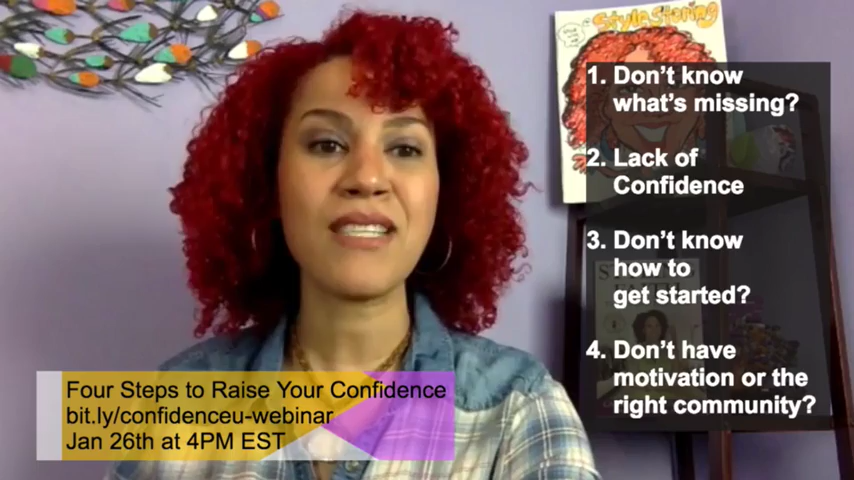 Style Storing
1. Don't know
what's missing?
2. Lack of
Confidence
3. Don't know
how to
get started?
4. Don't have
motivation or the
right community?
Four Steps to Raise Your Confidence
bit.ly/confidenceu-webinar
Jan 26th at 4PM EST